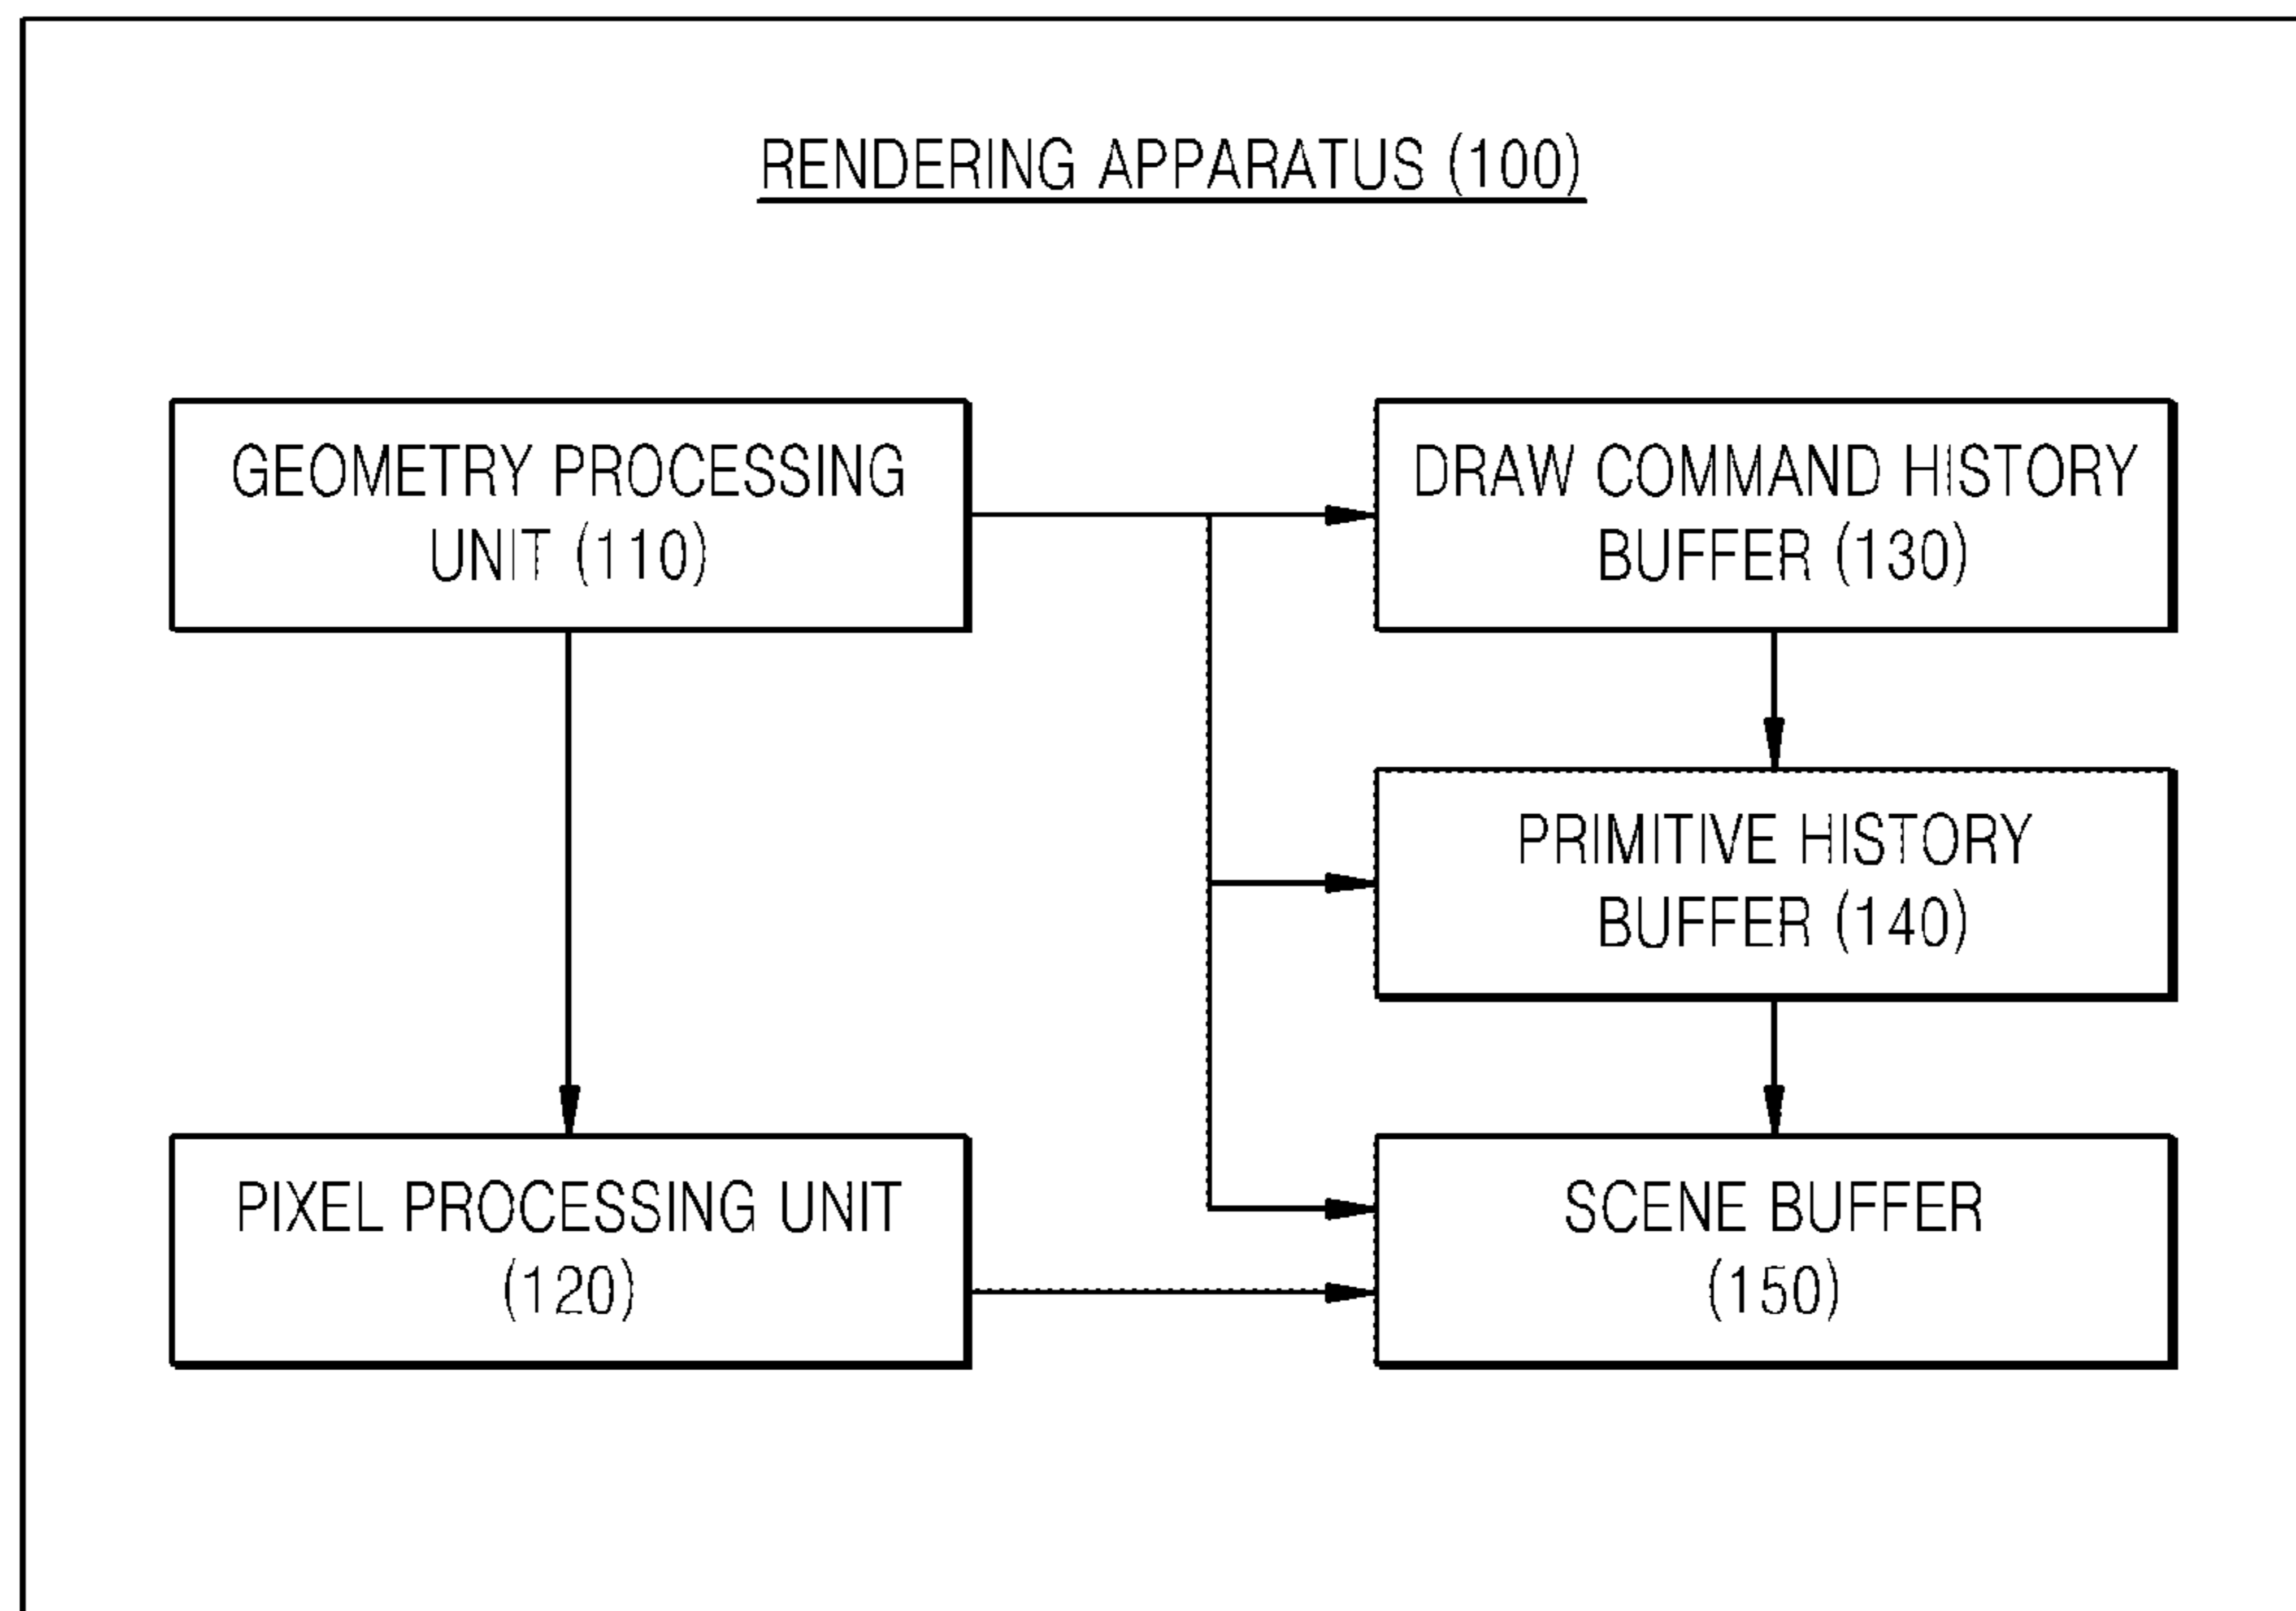 RENDERING APPARATUS (100)
GEOMETRY PROCESSING
UNIT (110)
DRAW COMMAND HISTORY
BUFFER (130)
PRIMITIVE HISTORY
BUFFER (140)
PIXEL PROCESSING UNIT
(120)
SCENE BUFFER
(150)